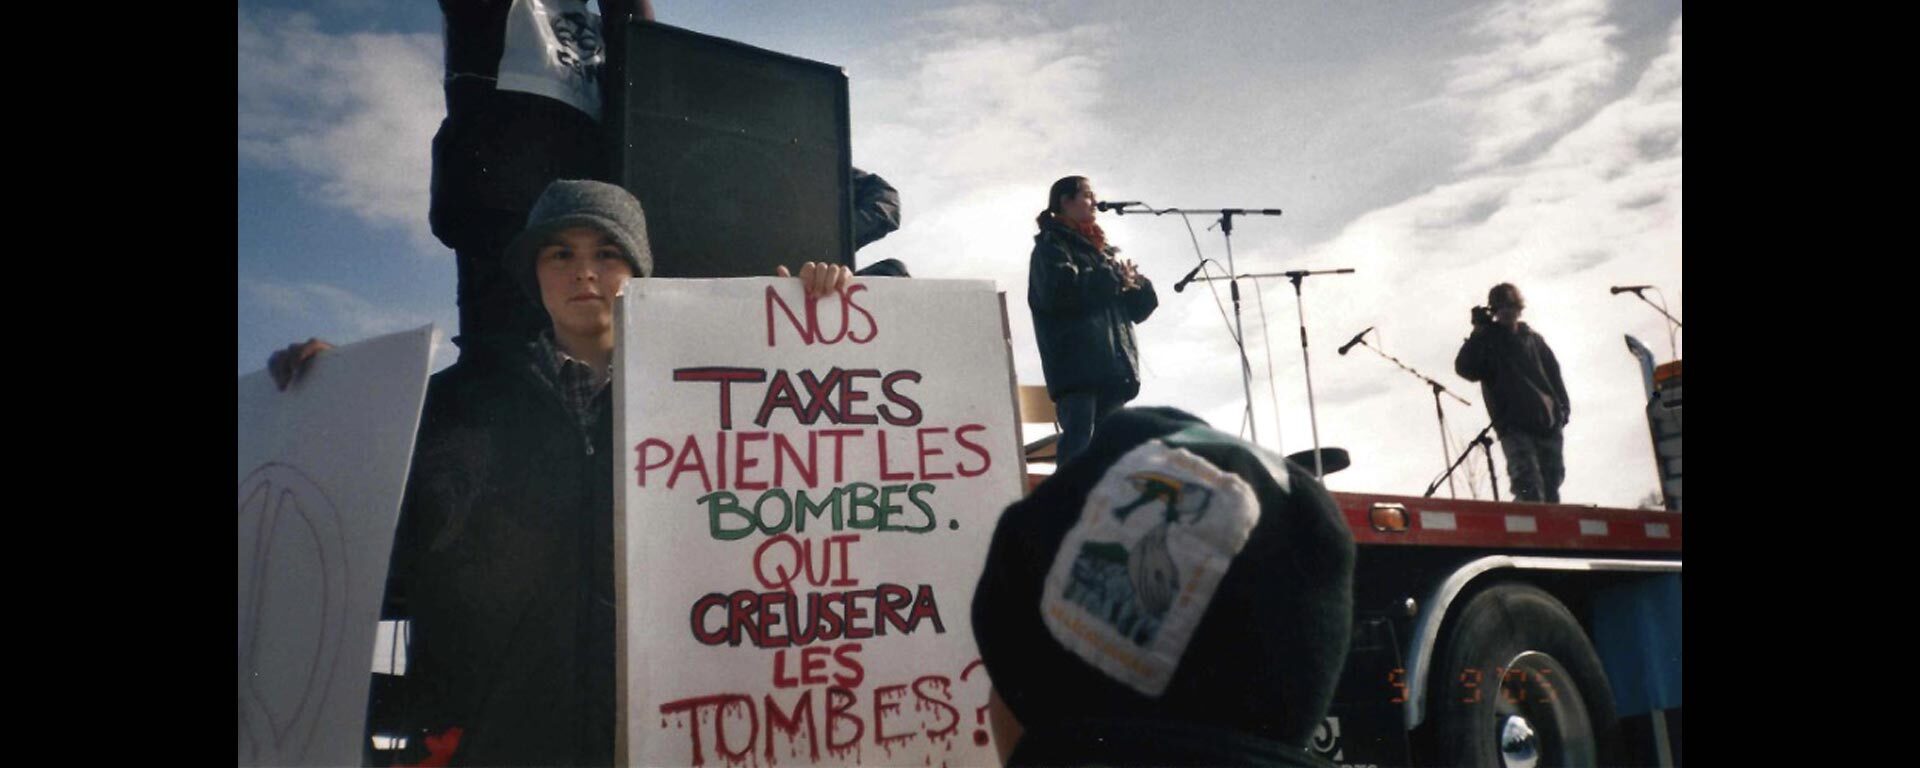 NOS
TAXES
PAIENT LES
BOMBES.
QUI
CREUSERA
LES
TOMBES?